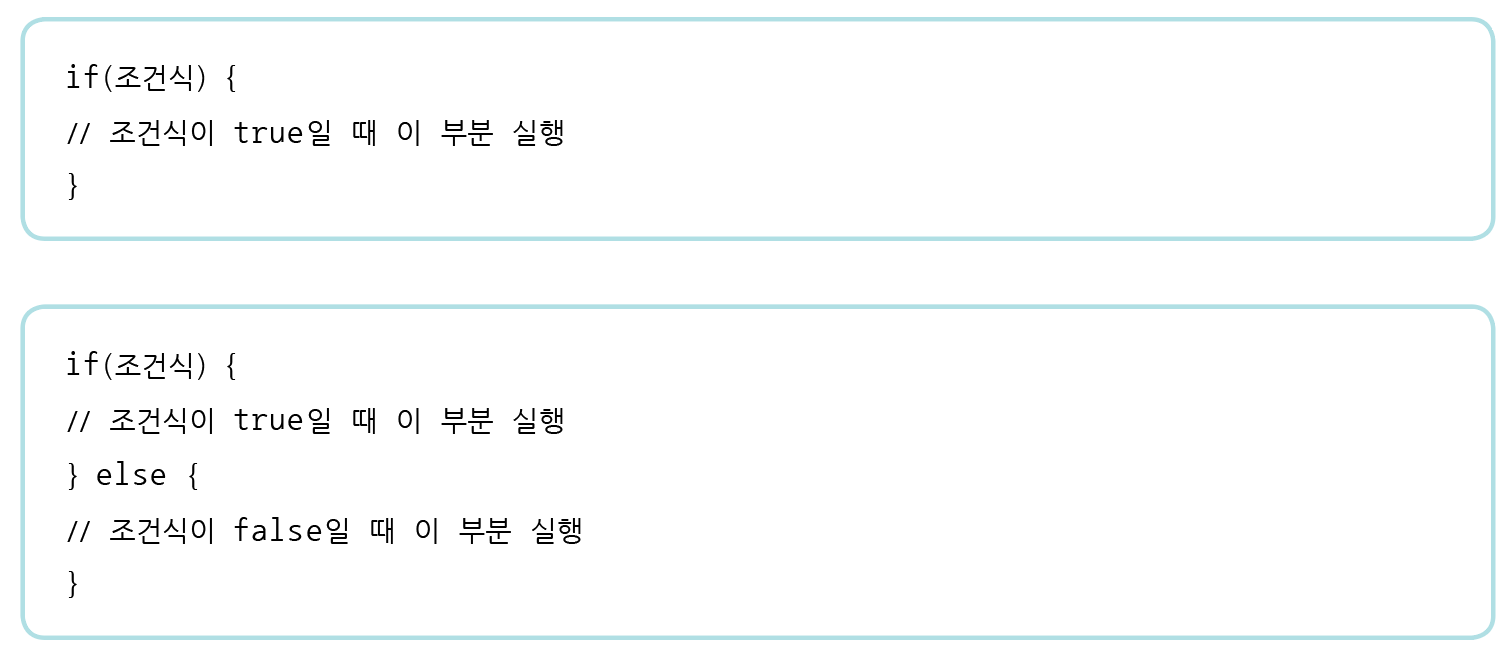 if(조건식) {
// 조건식이 true일 때 이 부분 실행
}
if(조건식) {
// 조건식이 true일 때 이 부분 실행
} else {
// 조건식이 false일 때 이 부분 실행
}